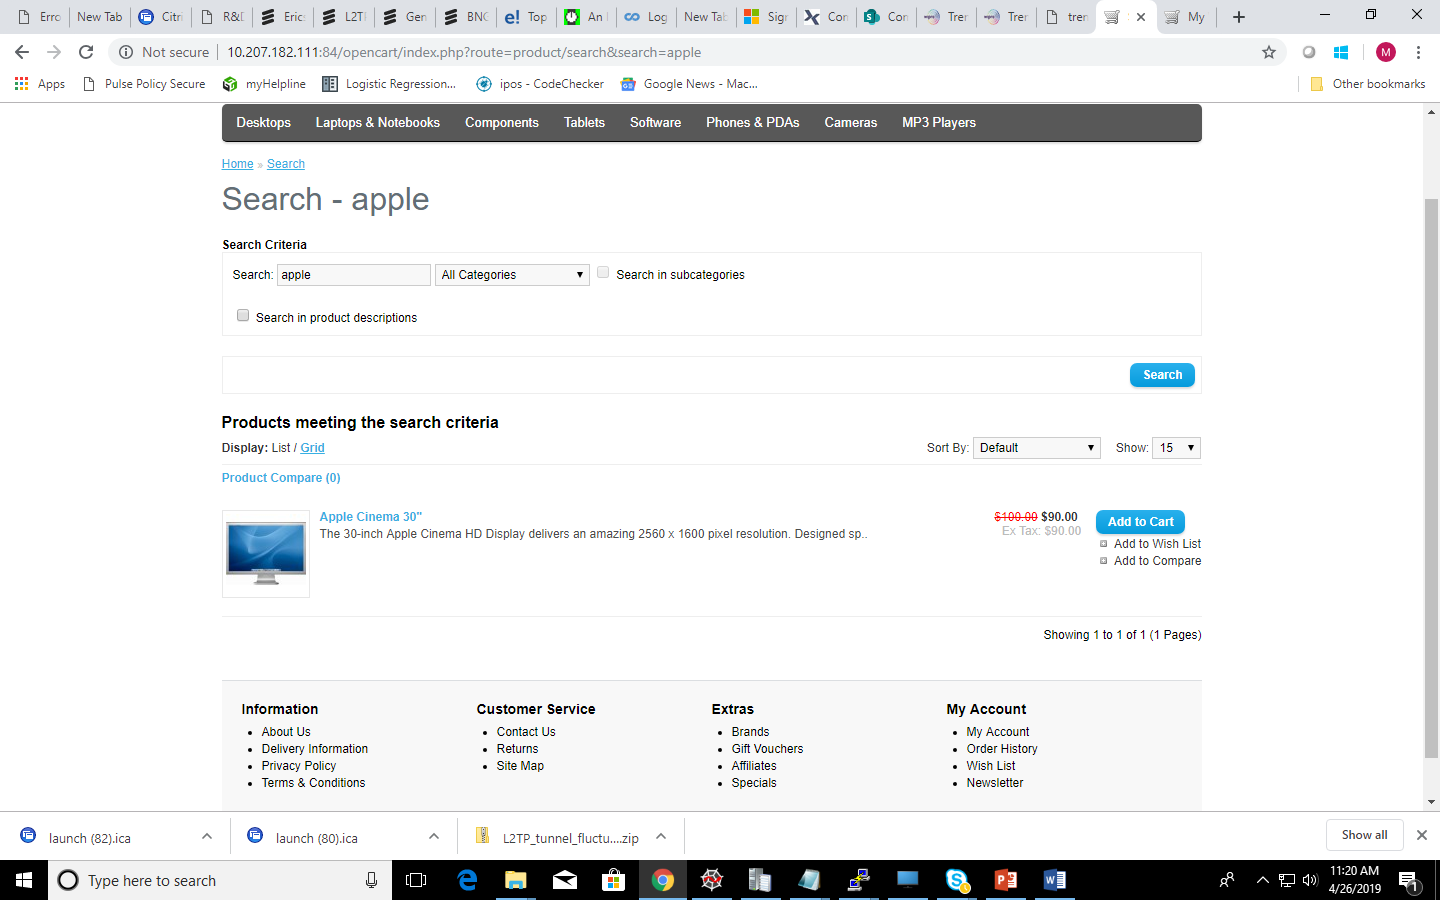 Erro
New Tab
Citri
R&D
Erics
L2TI
Gen
BNC
Top
An I
Log
New Tab
Sign
Con
Con
Trer
Trer
tren
My
Not secure
10.207.182.111:84/opencart/index.php?route=product/search&search=apple
M
Apps
Pulse Policy Secure
myHelpline
Logistic Regression...
ipos - CodeChecker
Google News - Mac...
Other bookmarks
Desktops Laptops & Notebooks Components Tablets Software Phones & PDAs Cameras MP3 Players
Home » Search
Search - apple
Search Criteria
Search: apple All Categories Search in subcategories
Search in product descriptions
Search
Products meeting the search criteria
Display: List / Grid
Sort By: Default Show: 15
Product Compare (0)
Apple Cinema 30"
The 30-inch Apple Cinema HD Display delivers an amazing 2560 x 1600 pixel resolution. Designed sp..
$100.00 $90.00
Ex Tax: $90.00
Add to Cart
Add to Wish List
Add to Compare
Showing 1 to 1 of 1 (1 Pages)
Information
About Us
Delivery Information
Privacy Policy
Terms & Conditions
Customer Service
Contact Us
Returns
Site Map
Extras
Brands
Gift Vouchers
Affiliates
Specials
My Account
My Account
Order History
Wish List
Newsletter
launch (82).ica
launch (80).ica
L2TP_tunnel_fluctu....zip
Show all
Type here to search
11:20 AM
4/26/2019
1